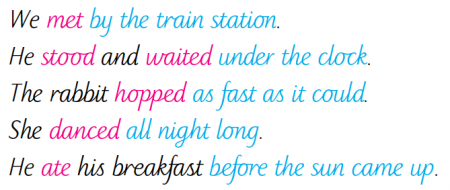 We met by the train station.
He stood and waited under the clock.
The rabbit hopped as fast as it could.
She danced all night long.
He ate his breakfast before the sun came up.